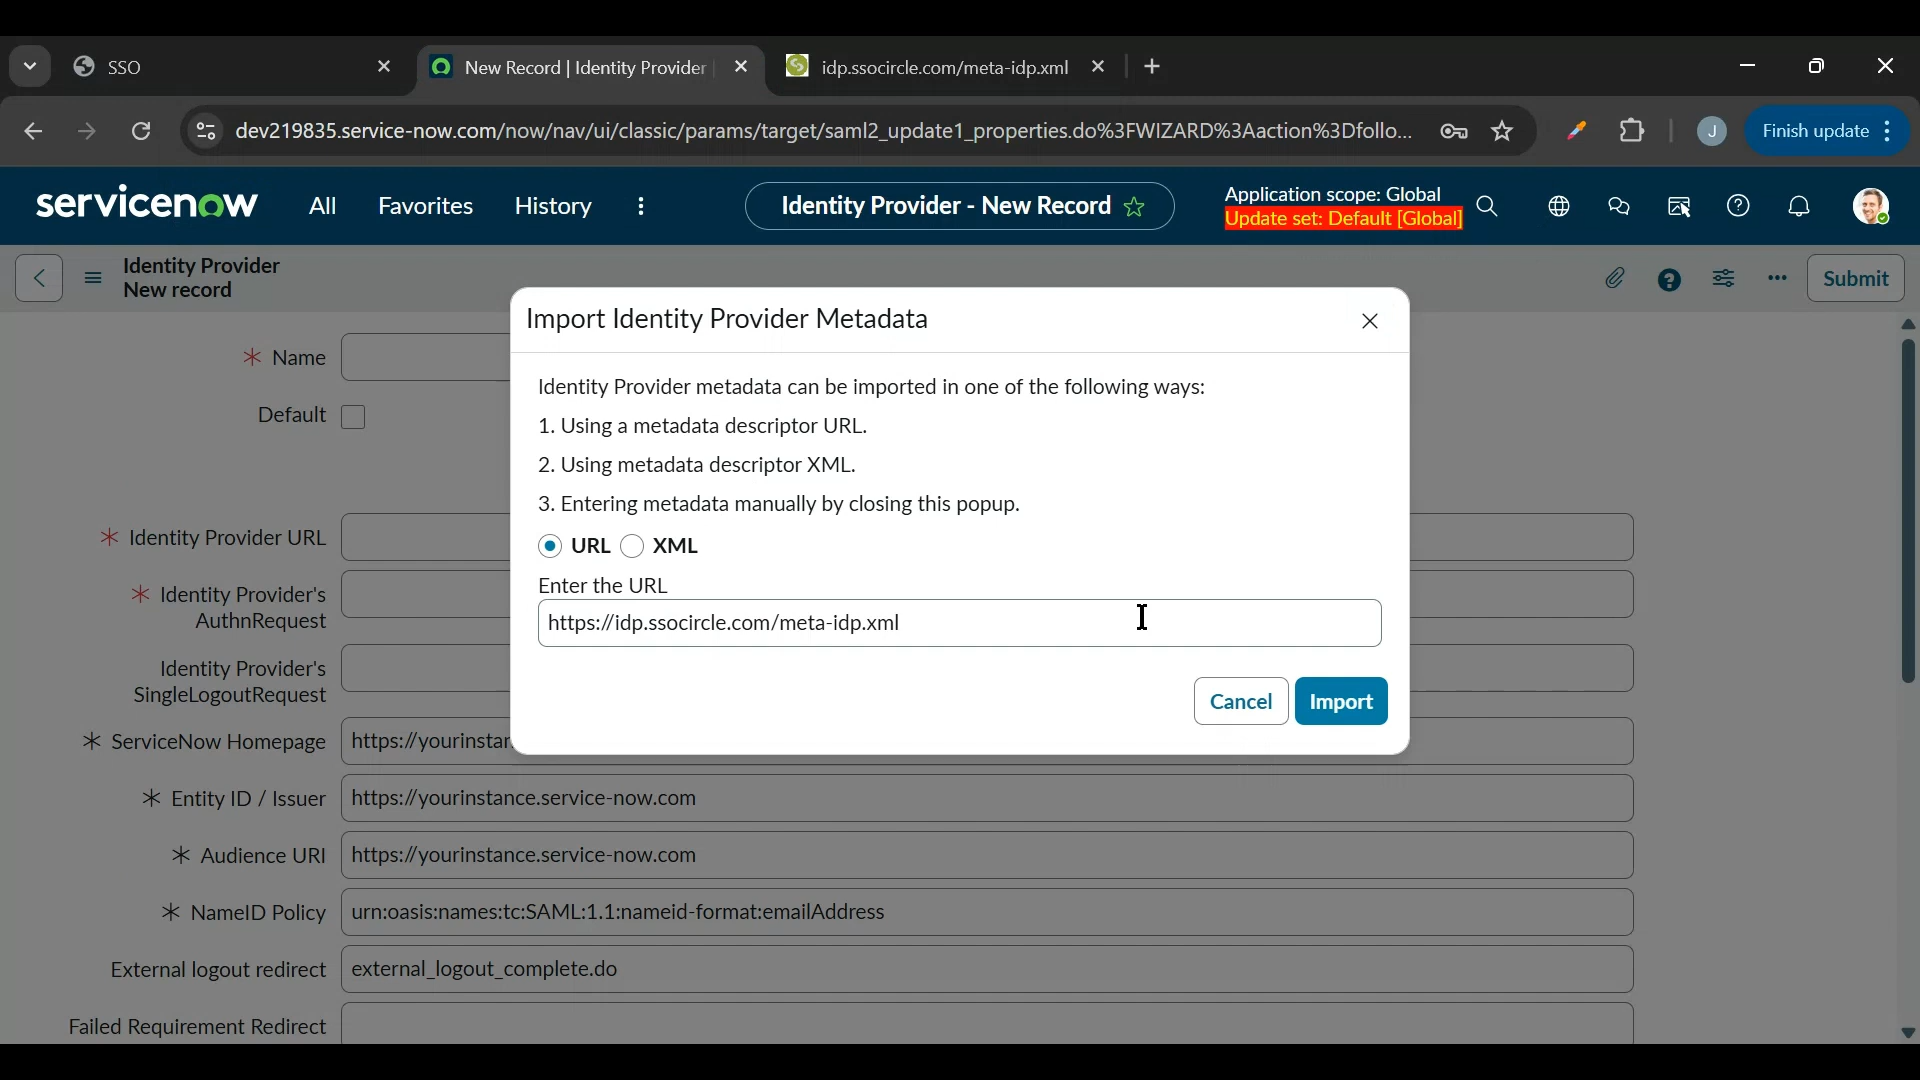 SSO
New Record | Identity Provider
idp.ssocircle.com/meta-idp.xml
dev219835.service-now.com/now/nav/ui/classic/params/target/saml2_update1_properties.do%3FWIZARD%3Aaction%3Dfollo...
J
Finish update
servicenow
All
Favorites
History
Identity Provider - New Record
Application scope: Global
Update set: Default [Global]
Identity Provider
New record
Submit
Import Identity Provider Metadata
Identity Provider metadata can be imported in one of the following ways:
1. Using a metadata descriptor URL.
2. Using metadata descriptor XML.
3. Entering metadata manually by closing this popup.
URL
XML
Enter the URL
https://idp.ssocircle.com/meta-idp.xml
Cancel
Import
* Name
Default
* Identity Provider URL
* Identity Provider's
AuthnRequest
Identity Provider's
SingleLogoutRequest
* ServiceNow Homepage
https://yourinstan
* Entity ID / Issuer
https://yourinstance.service-now.com
* Audience URI
https://yourinstance.service-now.com
* NameID Policy
urn:oasis:names:tc:SAML:1.1:nameid-format:emailAddress
External logout redirect
external_logout_complete.do
Failed Requirement Redirect